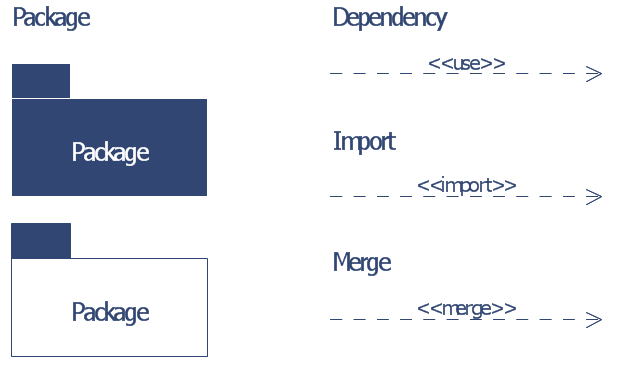 Package
Package
Package
Dependency
<<use>>
Import
<<import>>
Merge
<<merge>>